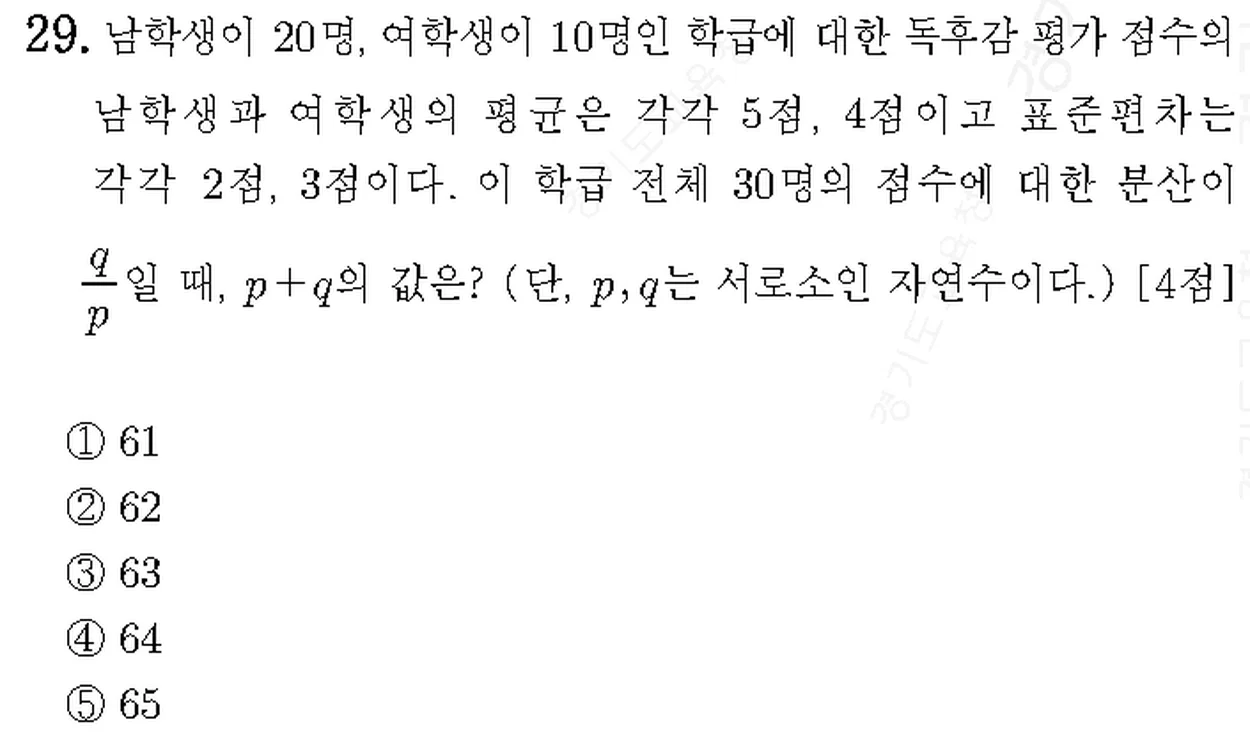 29. 남학생이 20명, 여학생이 10명인 학급에 대한 독후감 평가 점수의
남학생과 여학생의 평균은 각각 5점, 4점이고 표준편차는
각각 2점, 3점이다. 이 학급 전체 30명의 점수에 대한 분산이
q/p일 때, p+q의 값은? (단, p, q는 서로소인 자연수이다.) [4점]
① 61
② 62
③ 63
④ 64
⑤ 65